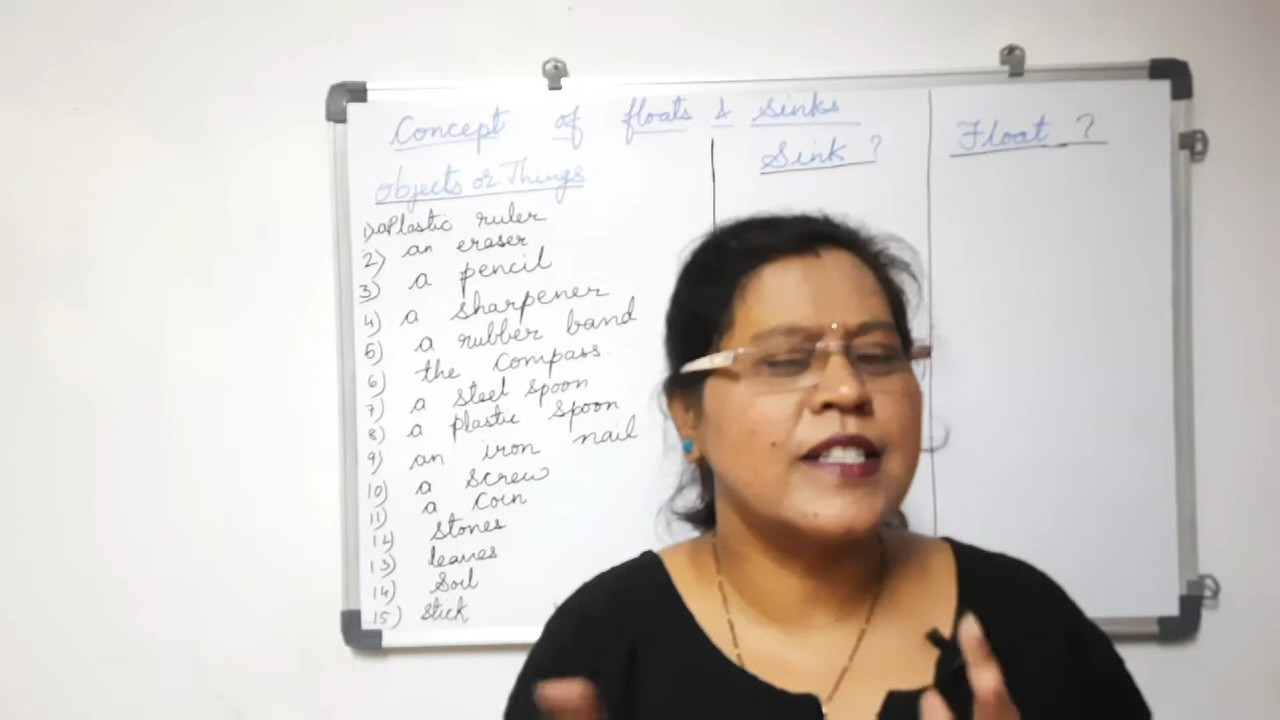 Concept of floats & Sinks
Objects or Things
Sink ?
Float ?
1) a Plastic ruler
2) an eraser
3) a pencil
4) a sharpener
5) a rubber band
6) the compass
7) a steel spoon
8) a plastic spoon
9) an iron nail
10) a screw
11) a coin
12) stones
13) leaves
14) Soil
15) stick